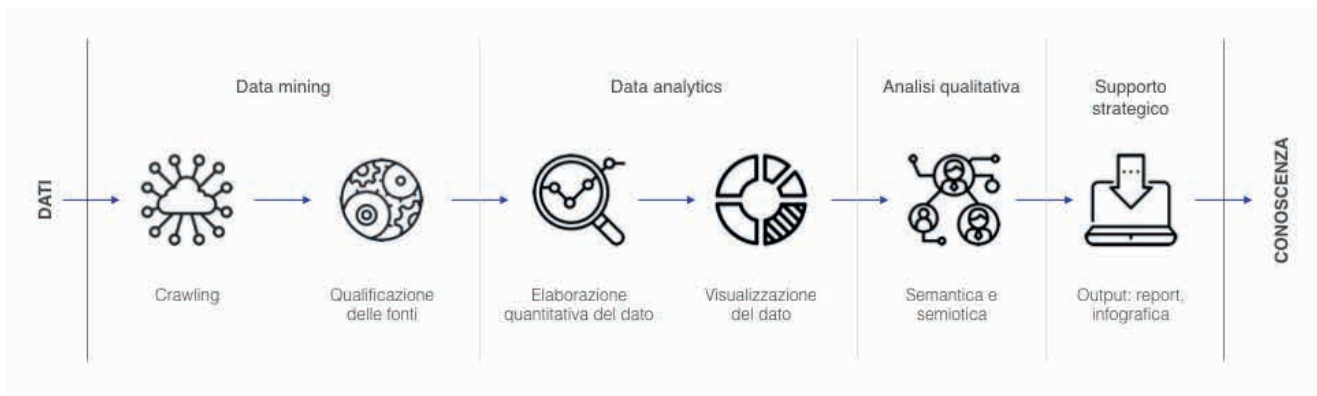 Data mining
Data analytics
Analisi qualitativa
Supporto
strategico
DATI
CONOSCENZA
Crawling
Qualificazione
delle fonti
Elaborazione
quantitativa del dato
Visualizzazione
del dato
Semantica e
semiotica
Output: report,
infografica